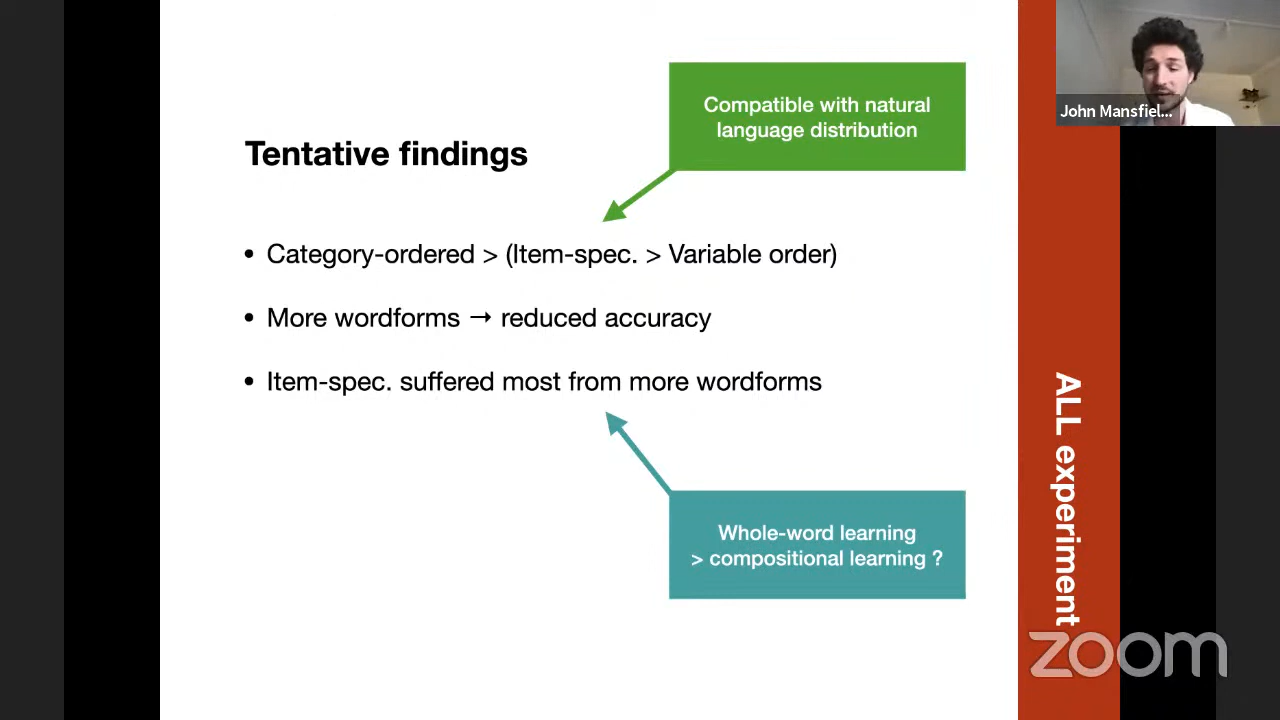 Compatible with natural
language distribution
John Mansfiel...
Tentative findings
• Category-ordered > (Item-spec. > Variable order)
• More wordforms → reduced accuracy
• Item-spec. suffered most from more wordforms
Whole-word learning
> compositional learning ?
ALL experiment
zoom